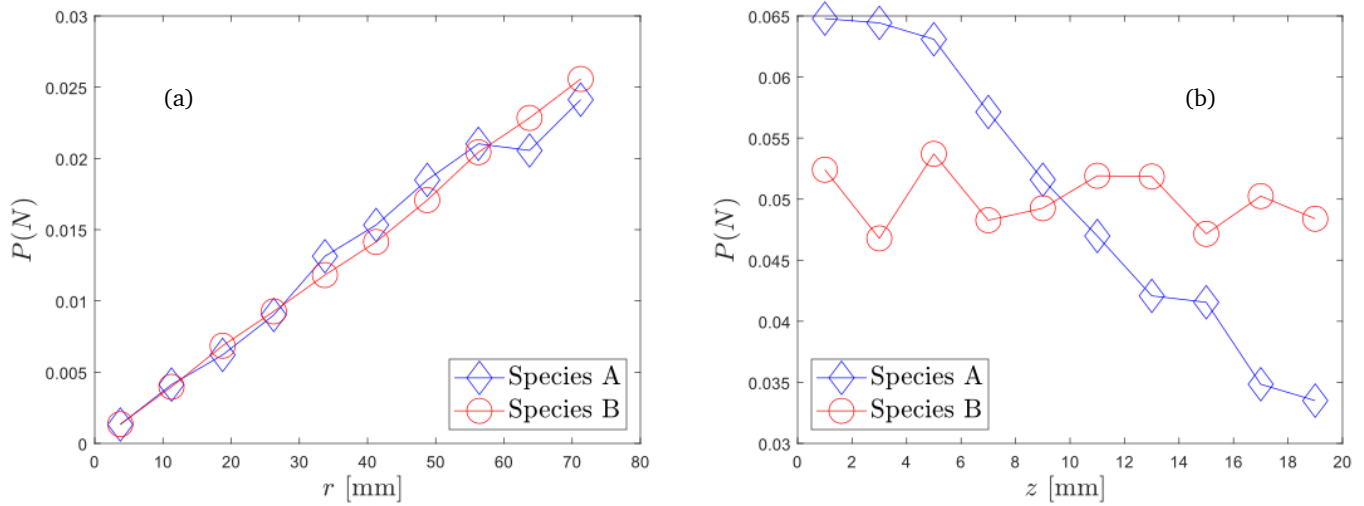 0.03
0.025
0.02
0.015
0.01
0.005
0
P(N)
(a)
Species A
Species B
0 10 20 30 40 50 60 70 80
r [mm]
0.065
0.06
0.055
0.05
0.045
0.04
0.035
0.03
P(N)
(b)
Species A
Species B
0 2 4 6 8 10 12 14 16 18 20
z [mm]